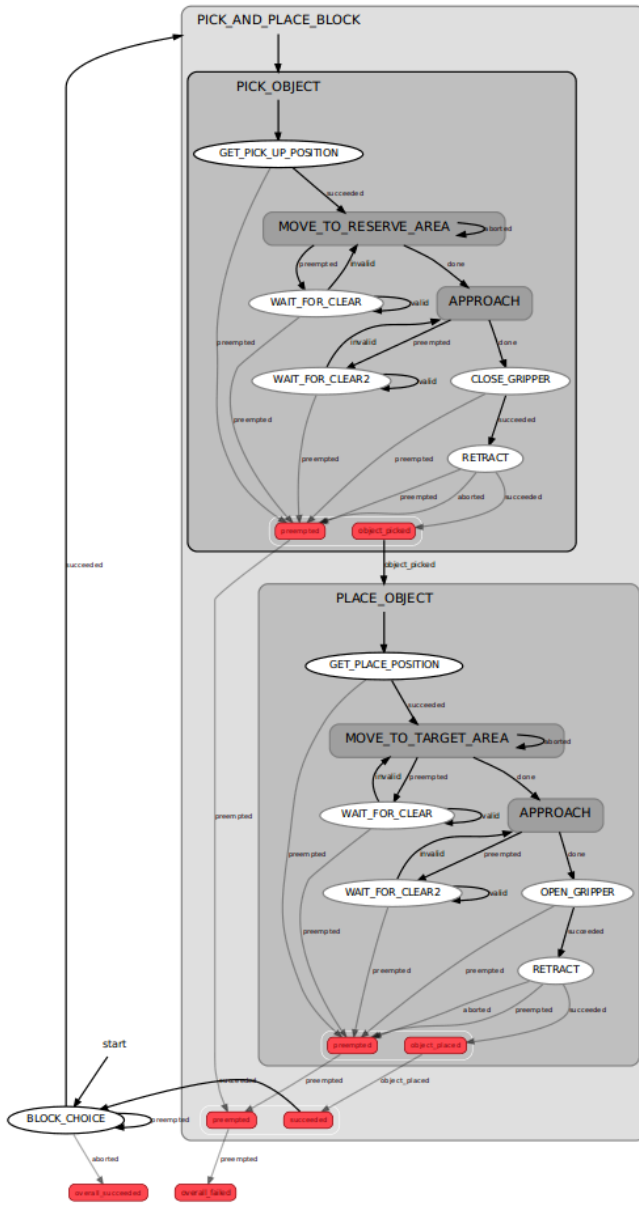 PICK_AND_PLACE_BLOCK
PICK_OBJECT
GET_PICK_UP_POSITION
succeeded
MOVE_TO_RESERVE_AREA
aborted
preempted
invalid
done
WAIT_FOR_CLEAR
valid
APPROACH
preempted
invalid
preempted
done
WAIT_FOR_CLEAR2
valid
CLOSE_GRIPPER
preempted
succeeded
preempted
preempted
RETRACT
preempted
aborted
succeeded
preempted
object_picked
succeeded
object_picked
PLACE_OBJECT
GET_PLACE_POSITION
succeeded
MOVE_TO_TARGET_AREA
aborted
invalid
preempted
done
preempted
WAIT_FOR_CLEAR
valid
APPROACH
preempted
invalid
preempted
done
WAIT_FOR_CLEAR2
valid
OPEN_GRIPPER
preempted
succeeded
preempted
preempted
RETRACT
aborted
preempted
succeeded
start
preempted
object_placed
succeeded
preempted
object_placed
BLOCK_CHOICE
preempted
preempted
succeeded
aborted
preempted
overall_succeeded
overall_failed